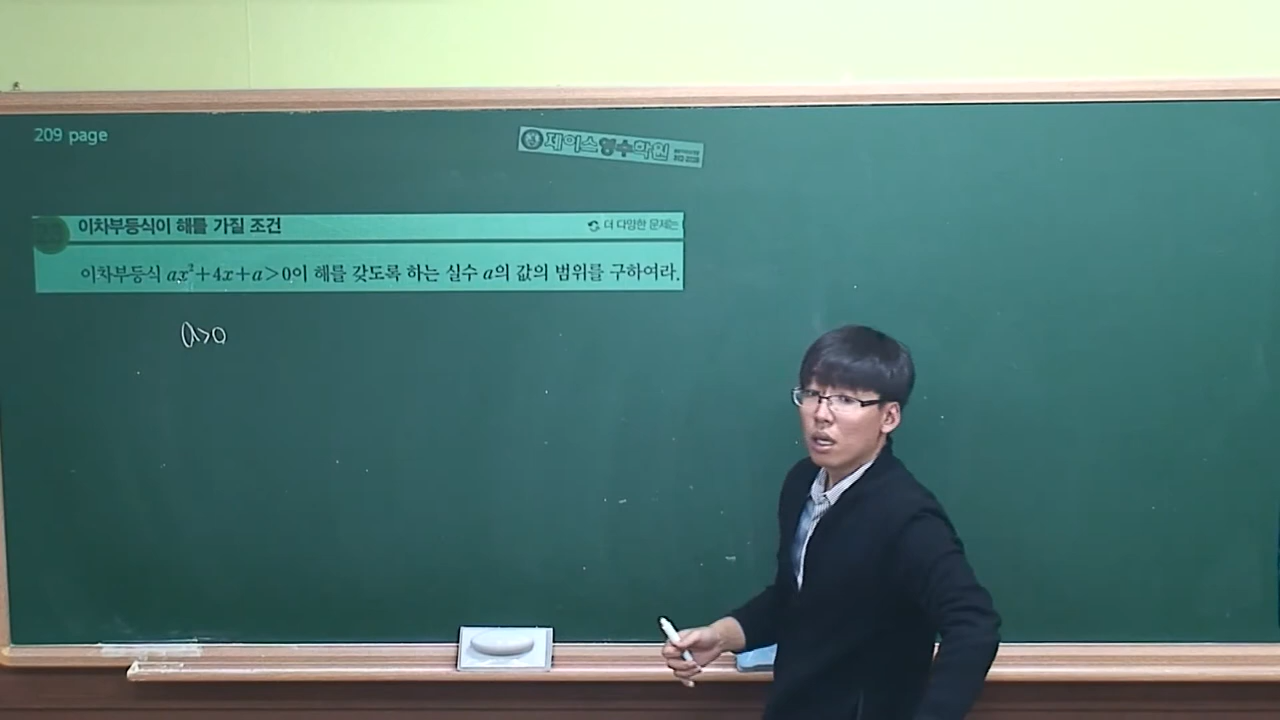 209 page
제이스영수학원
이차부등식이 해를 가질 조건
더 다양한 문제는
이차부등식 ax²+4x+a>0이 해를 갖도록 하는 실수 a의 값의 범위를 구하여라.
a>0